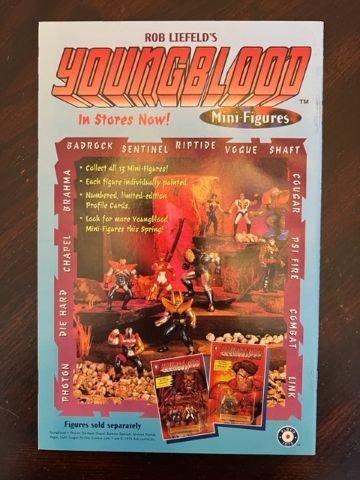 ROB LIEFELD'S
YOUNGBLOOD
TM
In Stores Now!
Mini-Figures
BADROCK SENTINEL RIPTIDE VOGUE SHAFT
• Collect all 13 Mini-Figures!
• Each figure individually painted.
• Numbered, limited-edition
Profile Cards.
• Look for more Youngblood
Mini-Figures this Spring!
BRAHMA
CHAPEL
DIE HARD
PHOTON
COUGAR
PSI FIRE
COMBAT
LINK
YOUNGBLOOD
YOUNGBLOOD
Figures sold separately